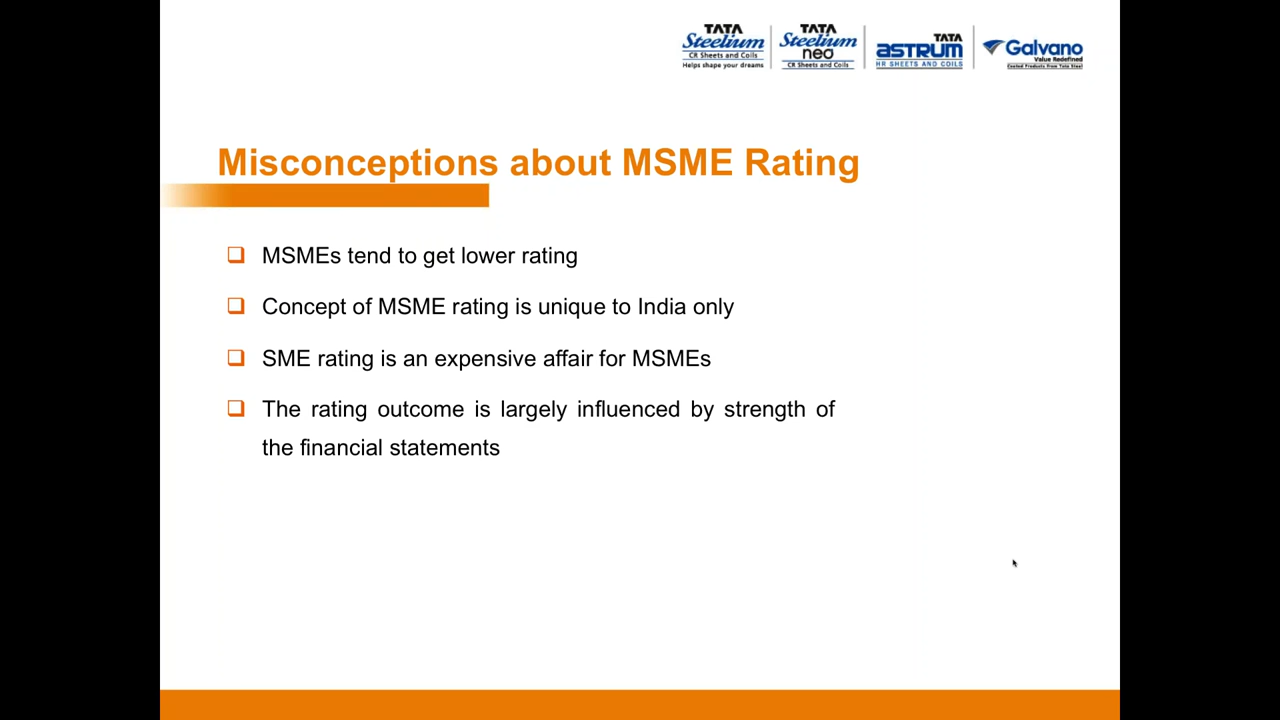 TATA
Steelium
CR Sheets and Coils
Helps shape your dreams
TATA
Steelium
neo
CR Sheets and Coils
TATA
ASTRUM
HR SHEETS AND COILS
Galvano
Value Redefined
Coated Products from Tata Steel
Misconceptions about MSME Rating
MSMEs tend to get lower rating
Concept of MSME rating is unique to India only
SME rating is an expensive affair for MSMEs
The rating outcome is largely influenced by strength of
the financial statements